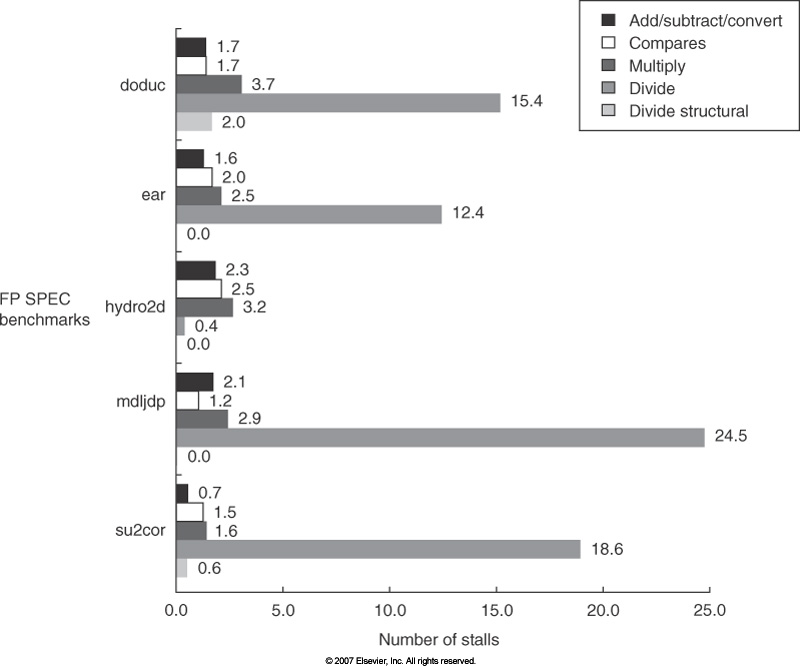 Add/subtract/convert
Compares
Multiply
Divide
Divide structural
FP SPEC
benchmarks
doduc
1.7
1.7
3.7
15.4
2.0
ear
1.6
2.0
2.5
12.4
0.0
hydro2d
2.3
2.5
3.2
0.4
0.0
mdljdp
2.1
1.2
2.9
24.5
0.0
su2cor
0.7
1.5
1.6
18.6
0.6
0.0 5.0 10.0 15.0 20.0 25.0
Number of stalls
© 2007 Elsevier, Inc. All rights reserved.